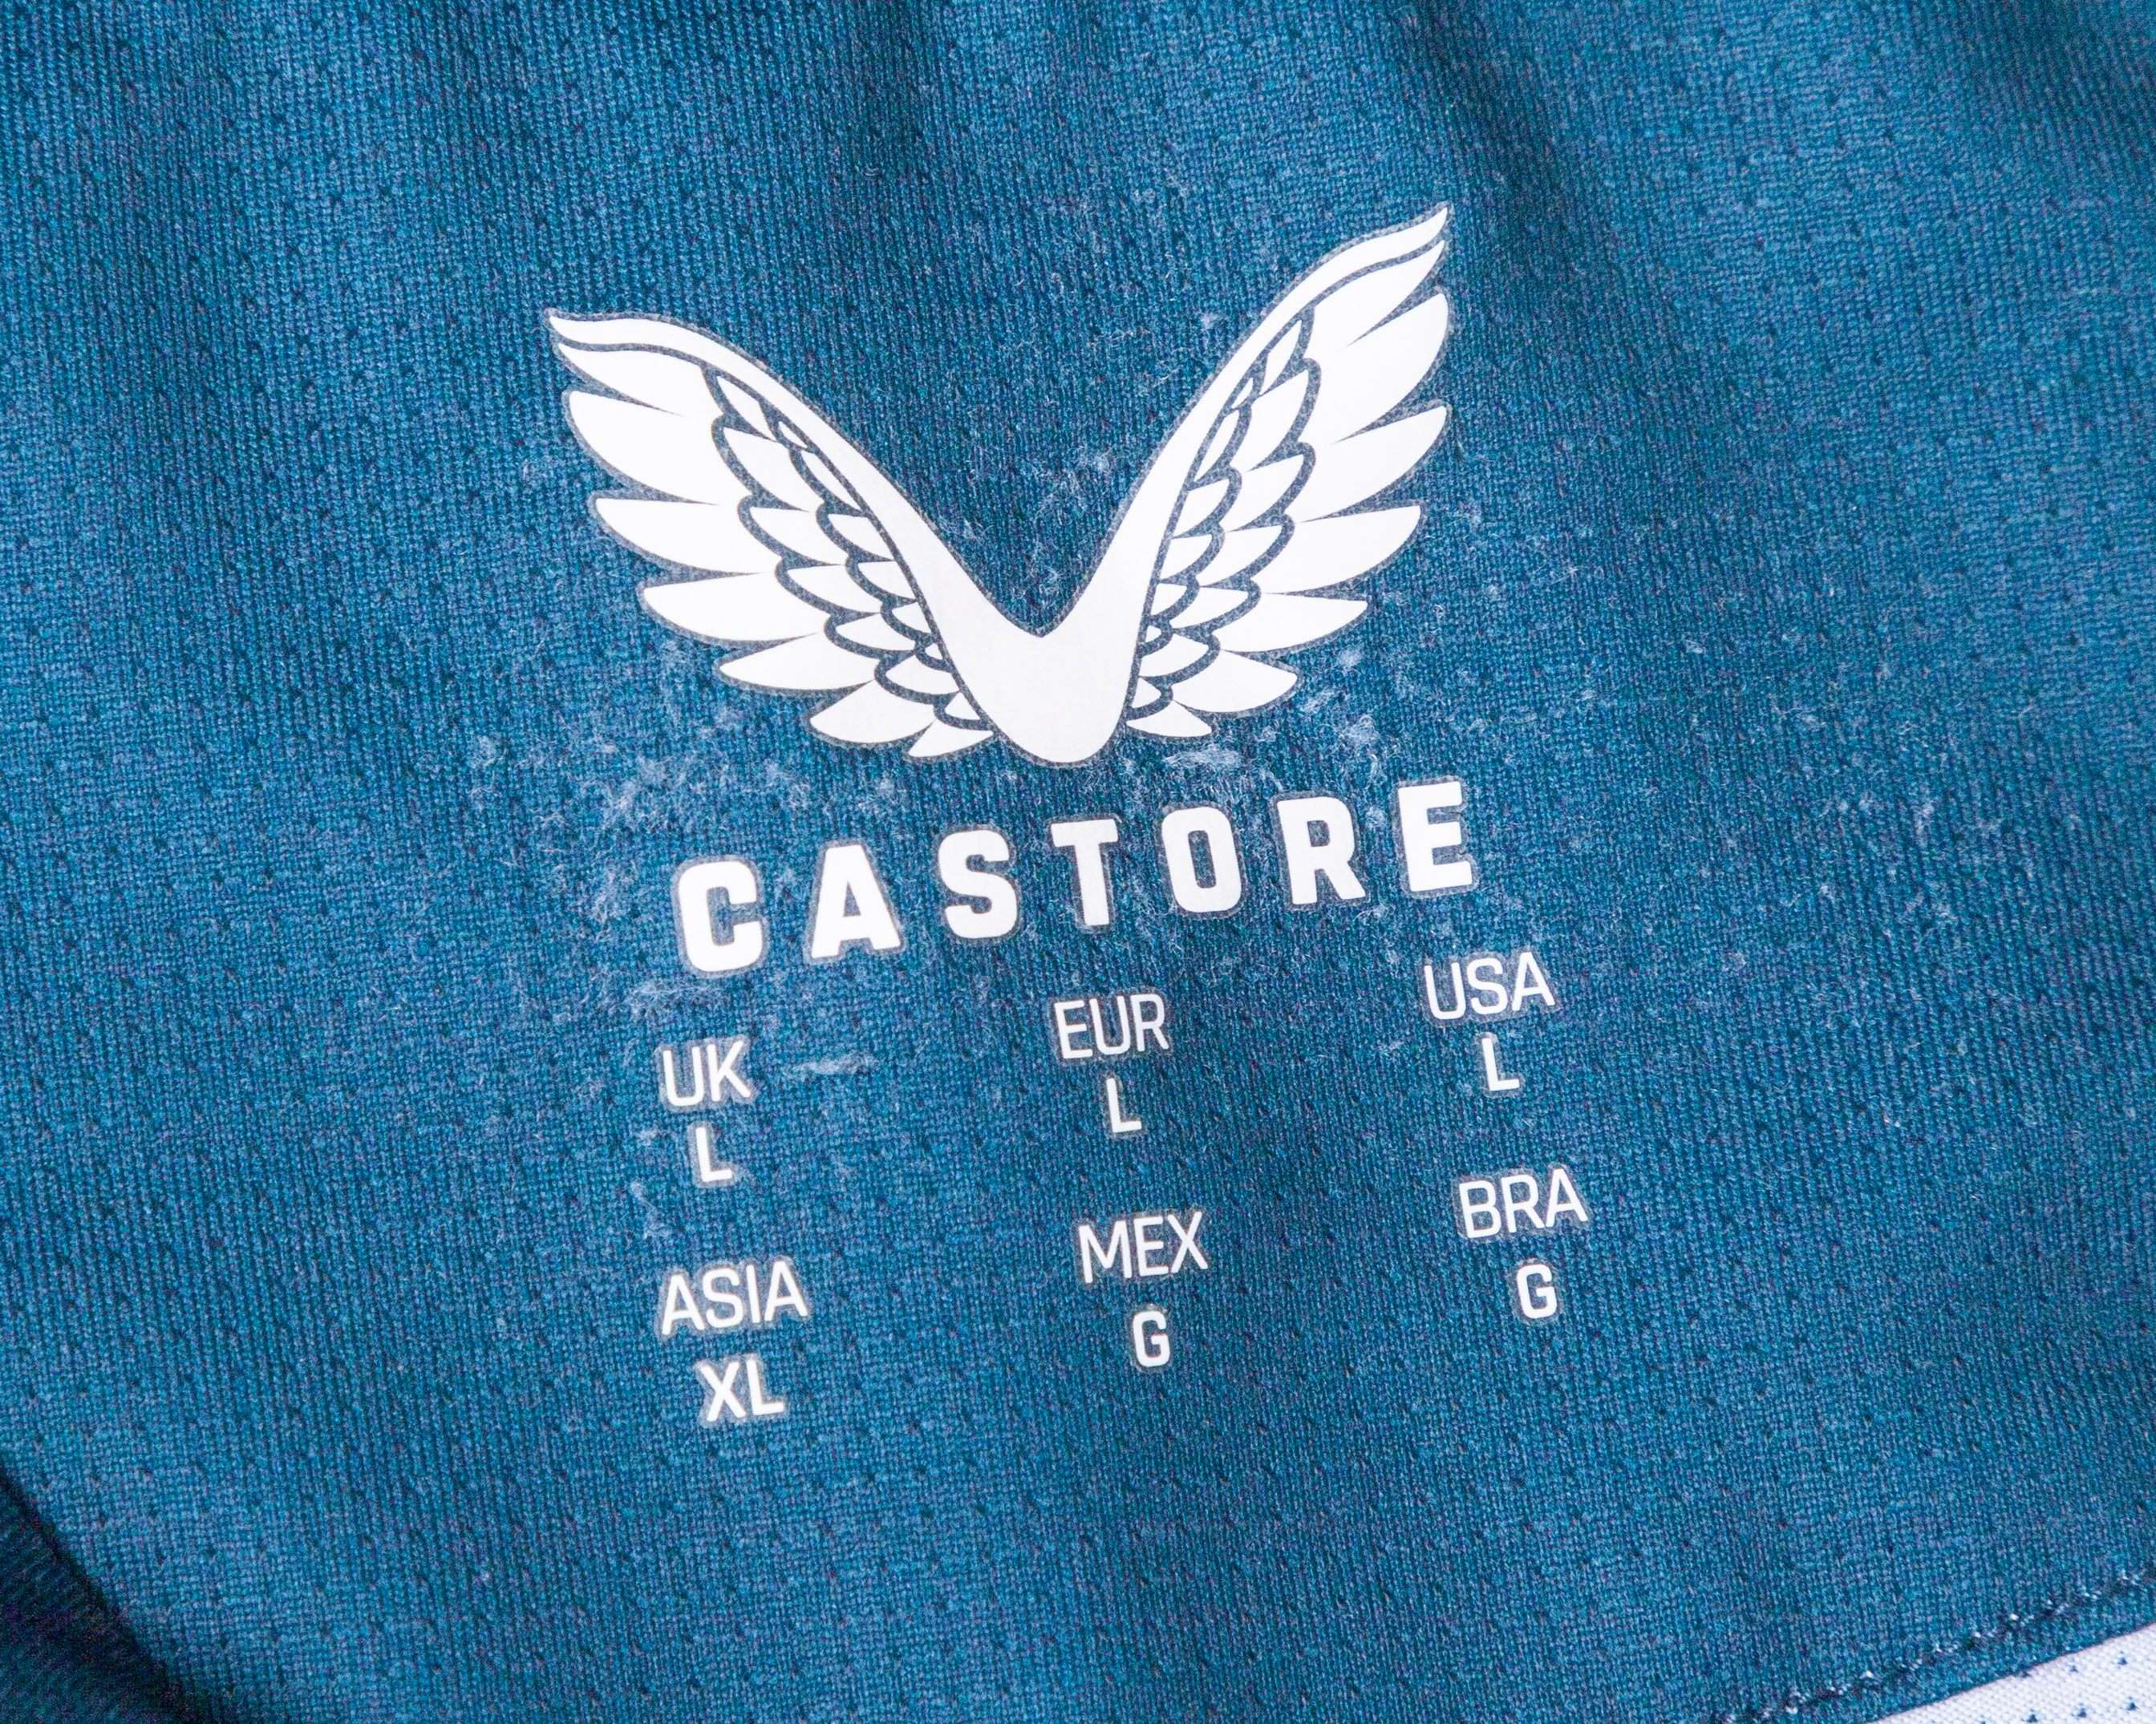 CASTORE
UK EUR USA
L L L
ASIA MEX BRA
XL G G